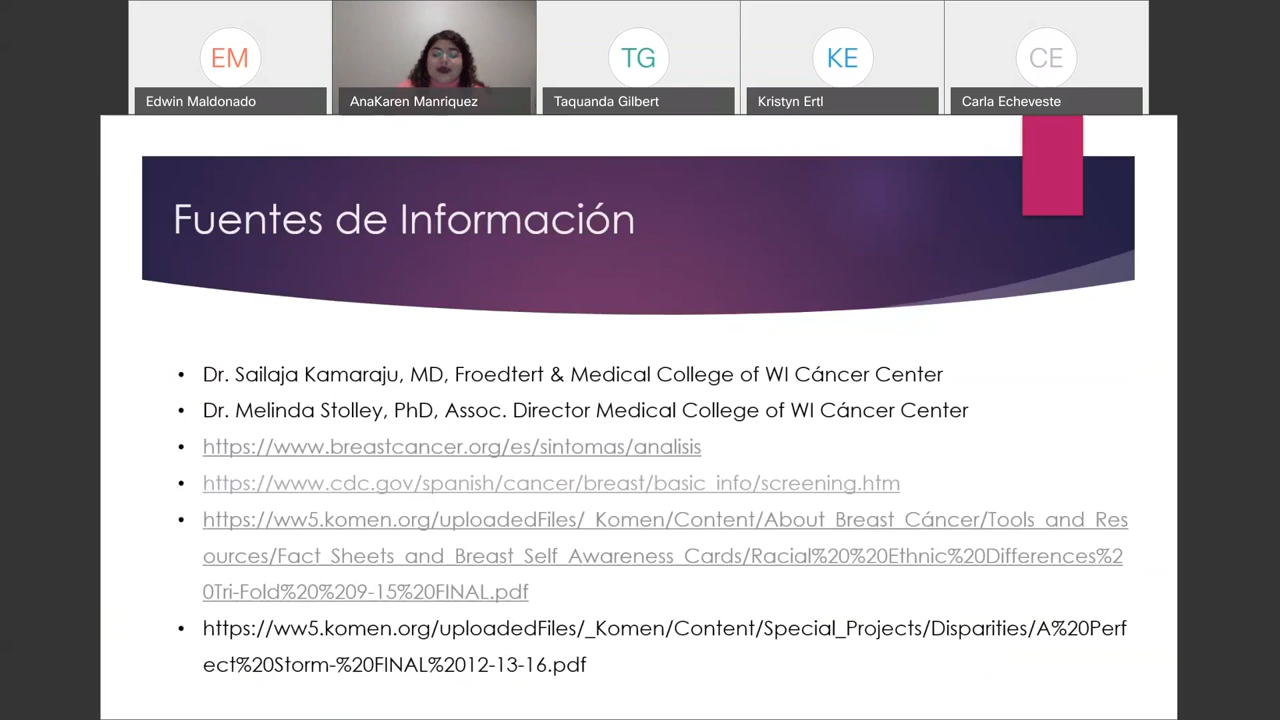 EM
TG
KE
CE
Edwin Maldonado
AnaKaren Manriquez
Taquanda Gilbert
Kristyn Ertl
Carla Echeveste
Fuentes de Información
• Dr. Sailaja Kamaraju, MD, Froedtert & Medical College of WI Cáncer Center
• Dr. Melinda Stolley, PhD, Assoc. Director Medical College of WI Cáncer Center
• https://www.breastcancer.org/es/sintomas/analisis
• https://www.cdc.gov/spanish/cancer/breast/basic_info/screening.htm
• https://ww5.komen.org/uploadedFiles/_Komen/Content/About_Breast_Cáncer/Tools_and_Res
ources/Fact_Sheets_and_Breast_Self_Awareness_Cards/Racial%20%20Ethnic%20Differences%2
0Tri-Fold%20%209-15%20FINAL.pdf
• https://ww5.komen.org/uploadedFiles/_Komen/Content/Special_Projects/Disparities/A%20Perf
ect%20Storm-%20FINAL%2012-13-16.pdf